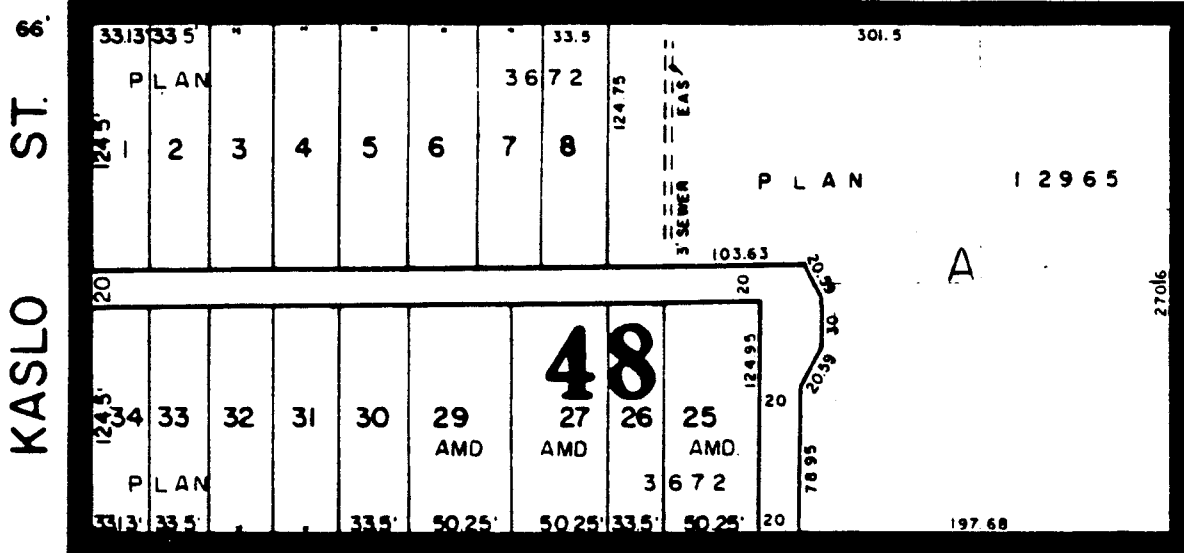 66'
KASLO ST.
33.13' 33.5' " " " " " 33.5 301.5
PLAN 3672
124.5'
1 2 3 4 5 6 7 8
124.75
3' SEWER EAS
PLAN 12965
A
103.63
20.59
30
20.59
270.16
20
20
48
124.95
124.5'
34 33 32 31 30 29 27 26 25
AMD AMD AMD.
20
78.95
PLAN 3672
33.13' 33.5' " " 33.5' 50.25' 50.25' 33.5' 50.25' 20 197.68